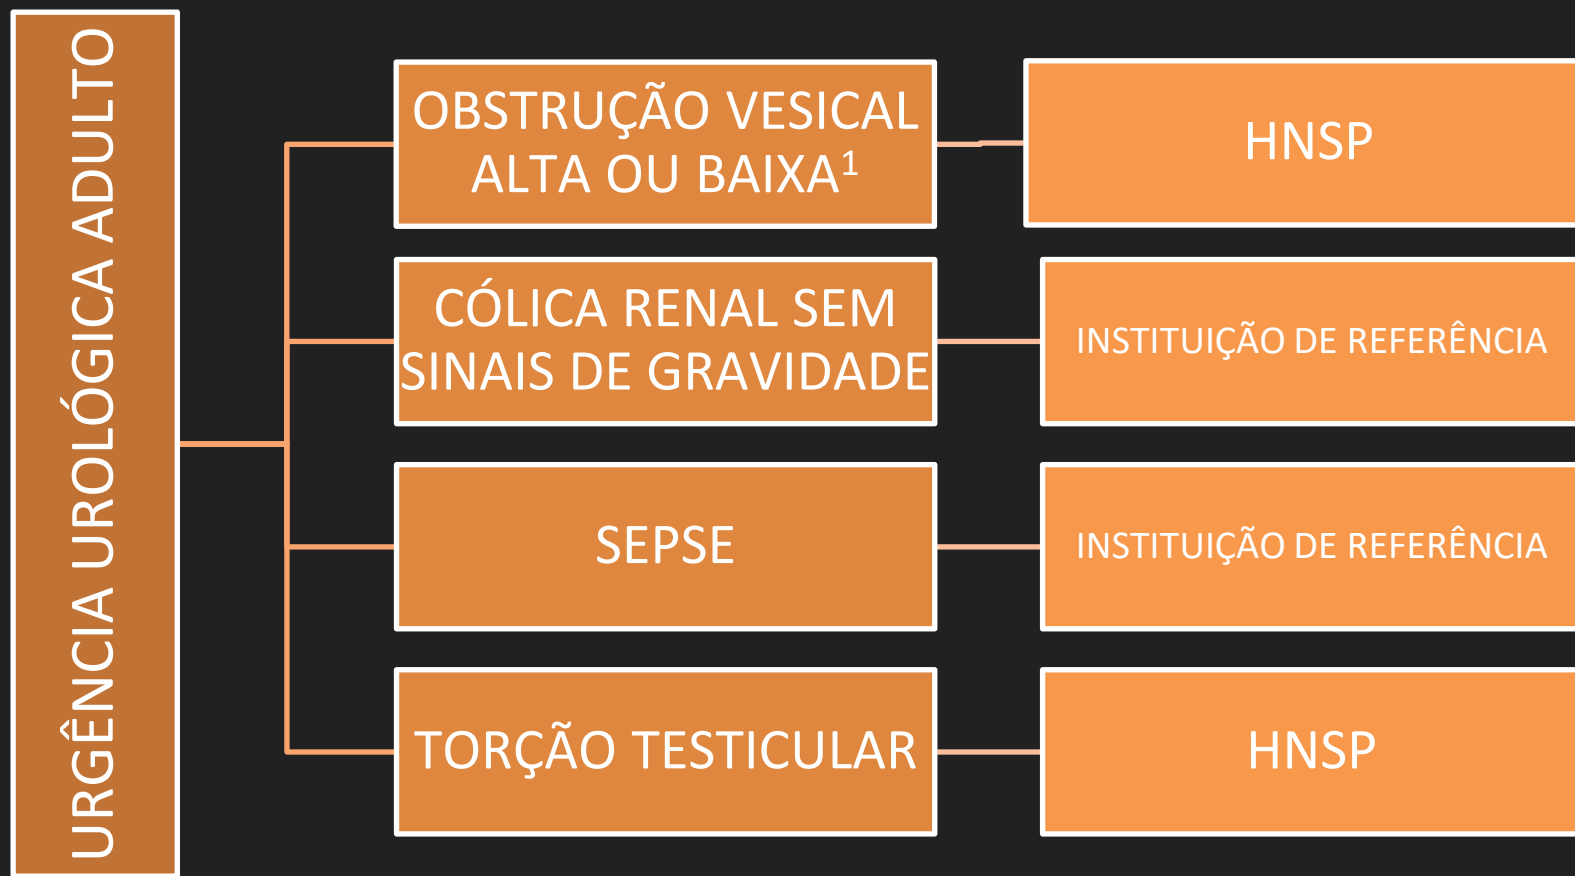 URGÊNCIA UROLÓGICA ADULTO
OBSTRUÇÃO VESICAL
ALTA OU BAIXA¹
HNSP
CÓLICA RENAL SEM
SINAIS DE GRAVIDADE
INSTITUIÇÃO DE REFERÊNCIA
SEPSE
INSTITUIÇÃO DE REFERÊNCIA
TORÇÃO TESTICULAR
HNSP